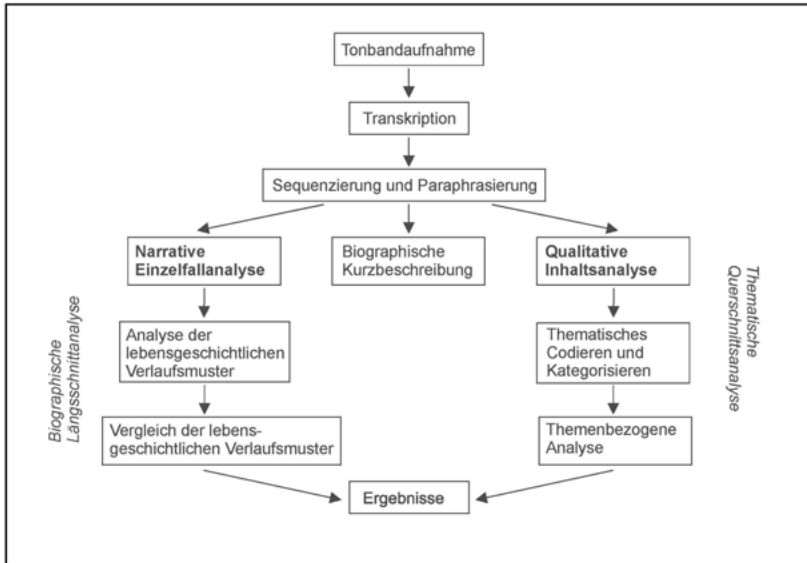 Tonbandaufnahme
Transkription
Sequenzierung und Paraphrasierung
Narrative
Einzelfallanalyse
Biographische
Kurzbeschreibung
Qualitative
Inhaltsanalyse
Biographische
Längsschnittanalyse
Analyse der
lebensgeschichtlichen
Verlaufsmuster
Thematisches
Codieren und
Kategorisieren
Thematische
Querschnittsanalyse
Vergleich der lebens-
geschichtlichen Verlaufsmuster
Themenbezogene
Analyse
Ergebnisse